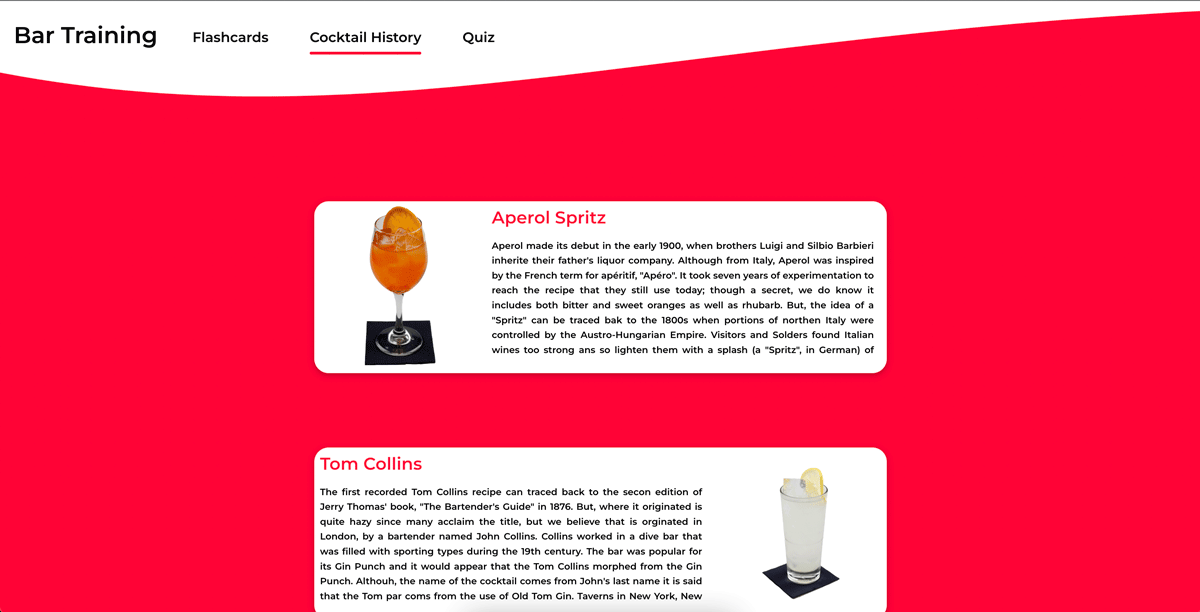 Bar Training
Flashcards
Cocktail History
Quiz
Aperol Spritz
Aperol made its debut in the early 1900, when brothers Luigi and Silbio Barbieri
inherite their father's liquor company. Although from Italy, Aperol was inspired
by the French term for apéritif, "Apéro". It took seven years of experimentation to
reach the recipe that they still use today; though a secret, we do know it
includes both bitter and sweet oranges as well as rhubarb. But, the idea of a
"Spritz" can be traced bak to the 1800s when portions of northen Italy were
controlled by the Austro-Hungarian Empire. Visitors and Solders found Italian
wines too strong ans so lighten them with a splash (a "Spritz", in German) of
Tom Collins
The first recorded Tom Collins recipe can traced back to the secon edition of
Jerry Thomas' book, "The Bartender's Guide" in 1876. But, where it originated is
quite hazy since many acclaim the title, but we believe that is orginated in
London, by a bartender named John Collins. Collins worked in a dive bar that
was filled with sporting types during the 19th century. The bar was popular for
its Gin Punch and it would appear that the Tom Collins morphed from the Gin
Punch. Althouh, the name of the cocktail comes from John's last name it is said
that the Tom par coms from the use of Old Tom Gin. Taverns in New York, New